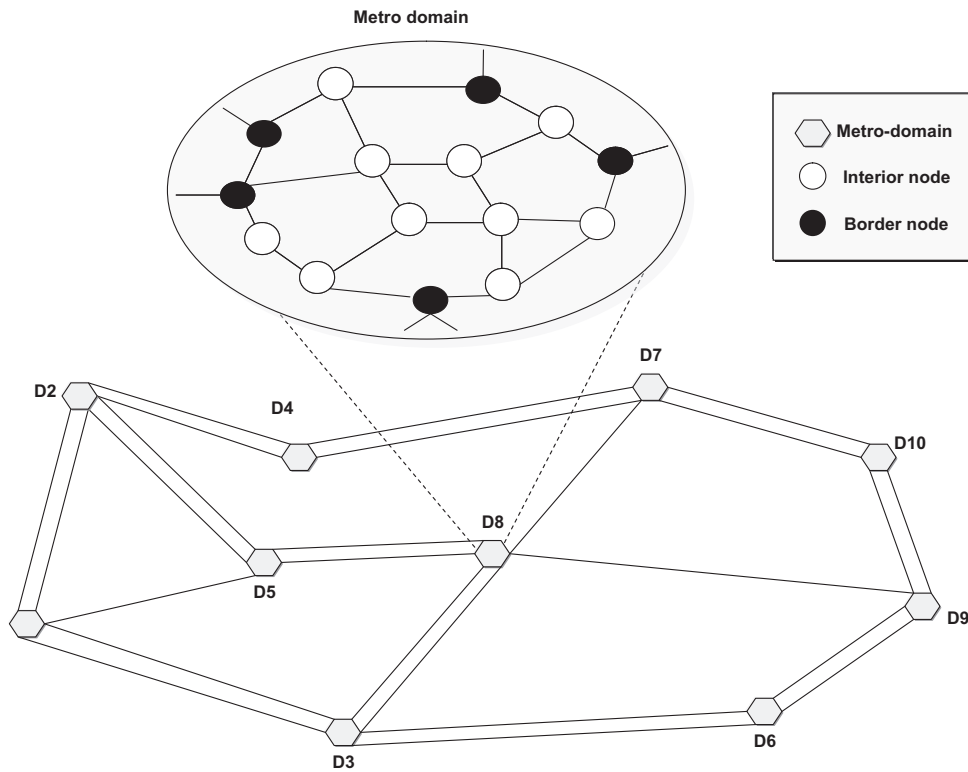 Metro domain
Metro-domain
Interior node
Border node
D7
D2
D4
D10
D8
D5
D9
D6
D3